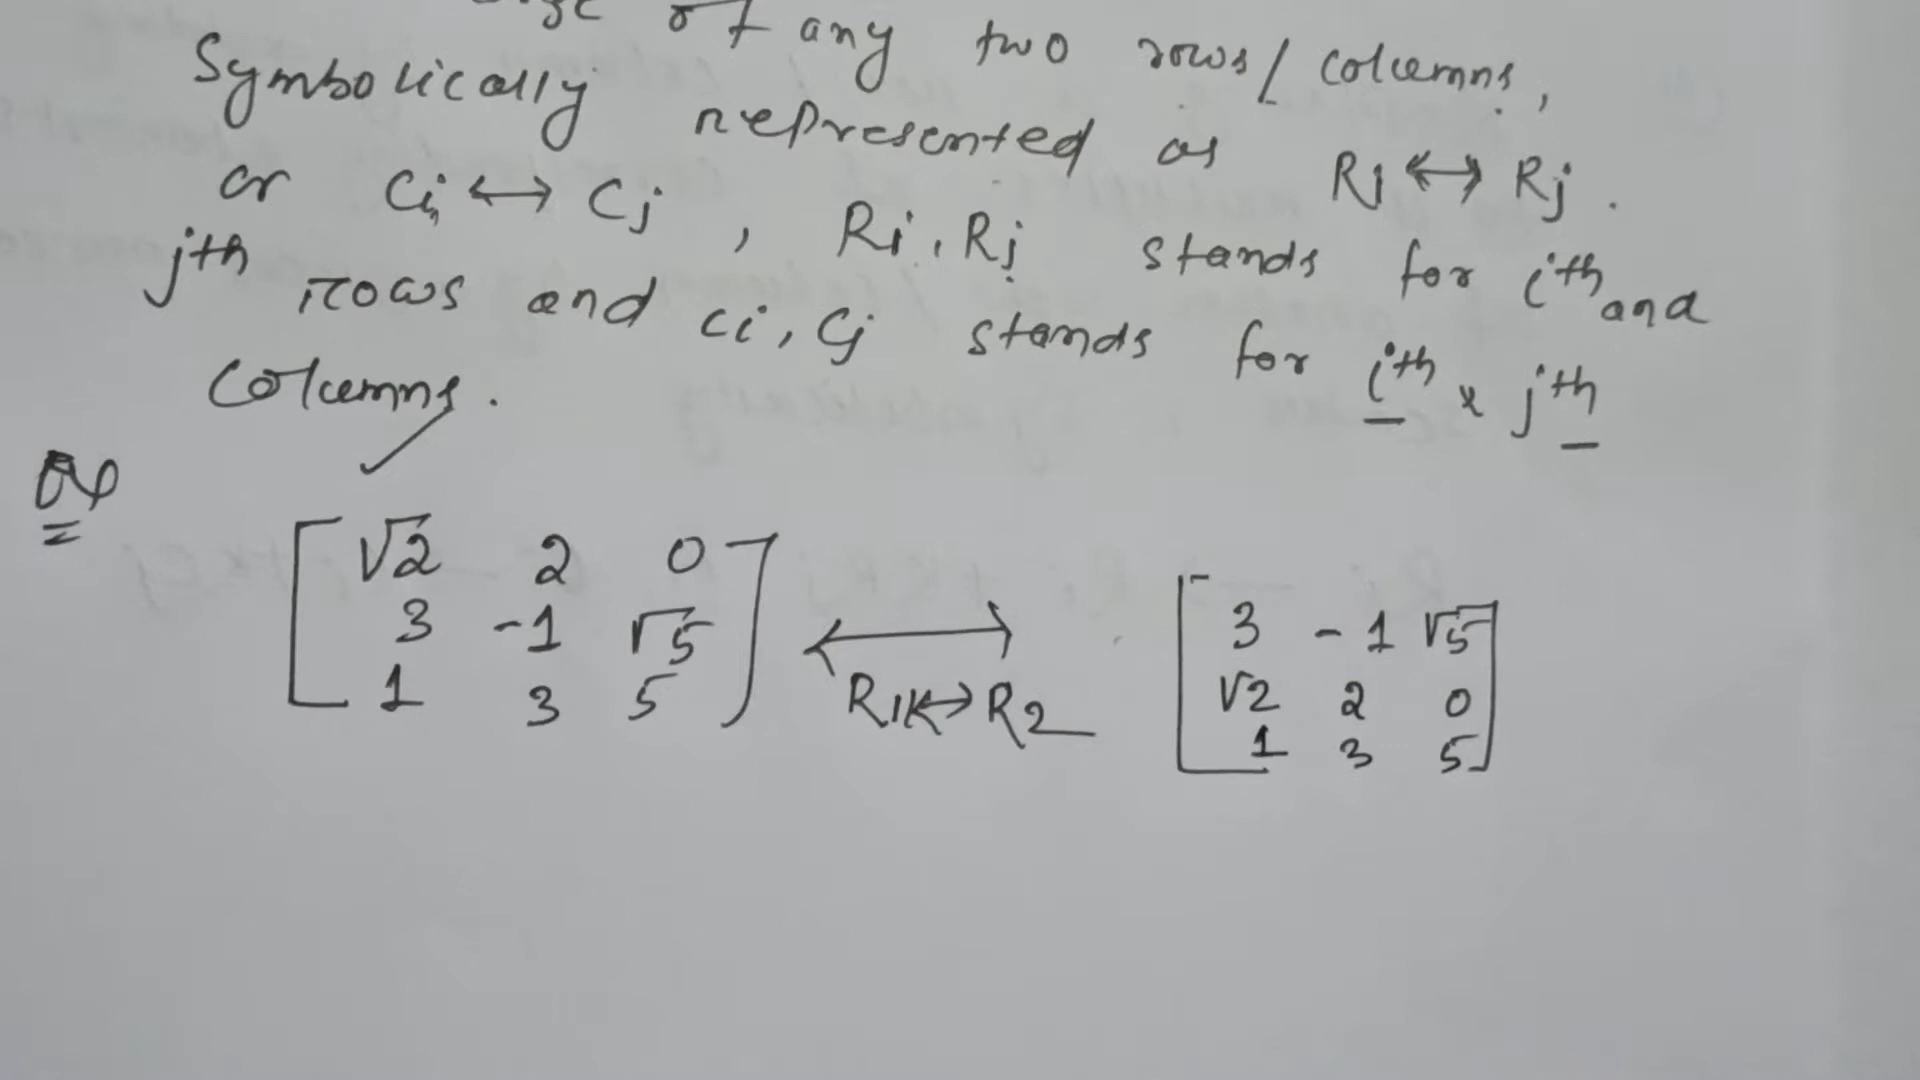 of any two rows/columns,
Symbolically represented as Ri ↔ Rj.
or Ci ↔ Cj, Ri, Rj stands for ith and
jth rows and ci, cj stands for ith & jth
columns.
[√2 2 0
3 -1 √5
1 3 5] ↔ R1↔R2 [3 -1 √5
√2 2 0
1 3 5]